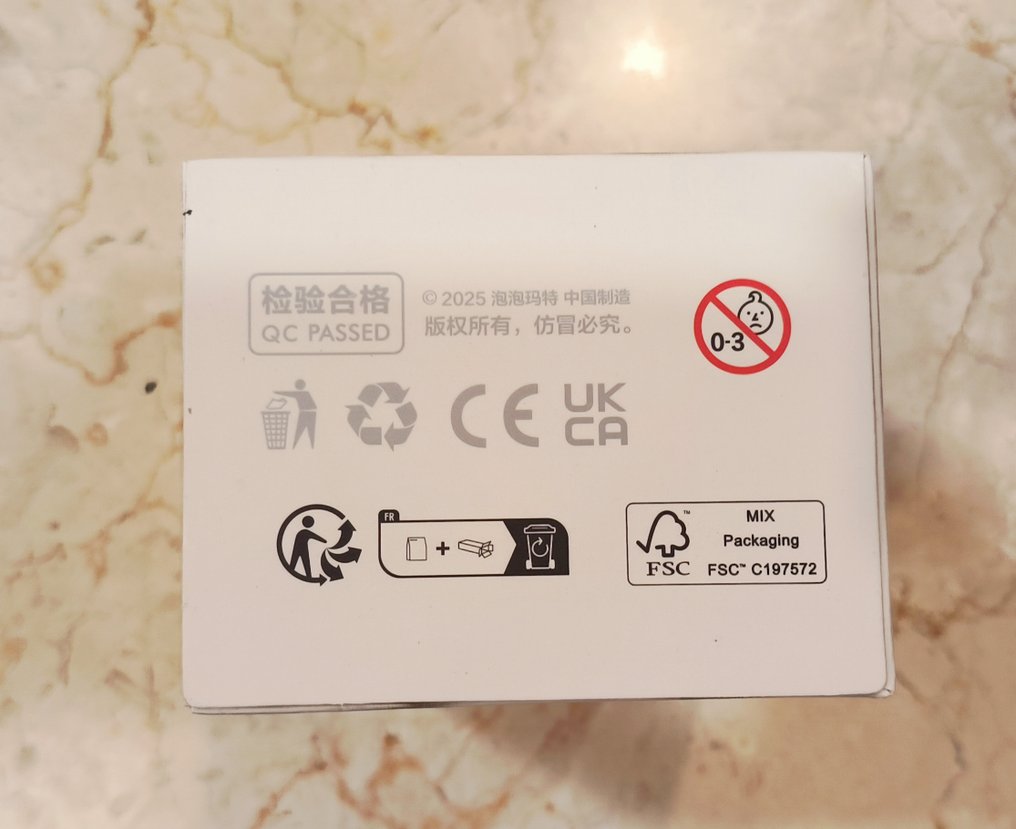 检验合格
QC PASSED
© 2025 泡泡玛特 中国制造
版权所有，仿冒必究。
0-3
CE
UK
CA
FR
+
FSC
™
MIX
Packaging
FSC™ C197572